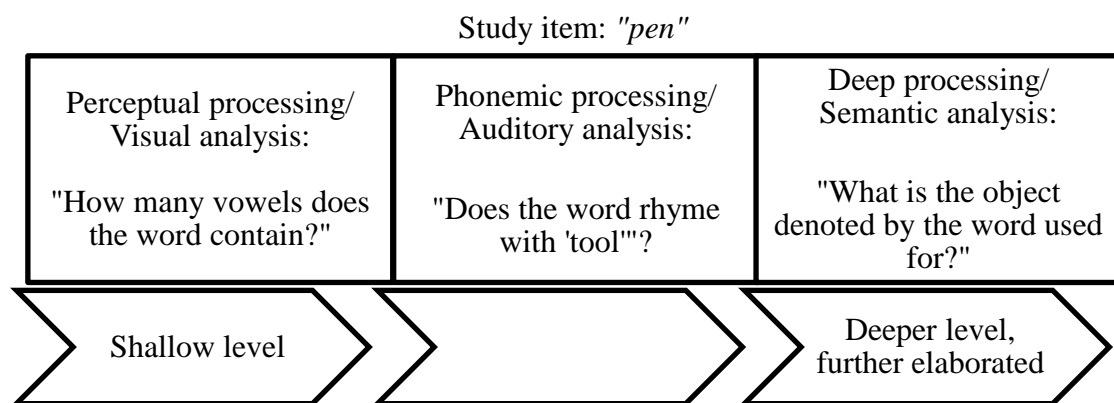 Study item: "pen"
Perceptual processing/
Visual analysis:
"How many vowels does
the word contain?"
Phonemic processing/
Auditory analysis:
"Does the word rhyme
with 'tool'"?
Deep processing/
Semantic analysis:
"What is the object
denoted by the word used
for?"
Shallow level
Deeper level,
further elaborated